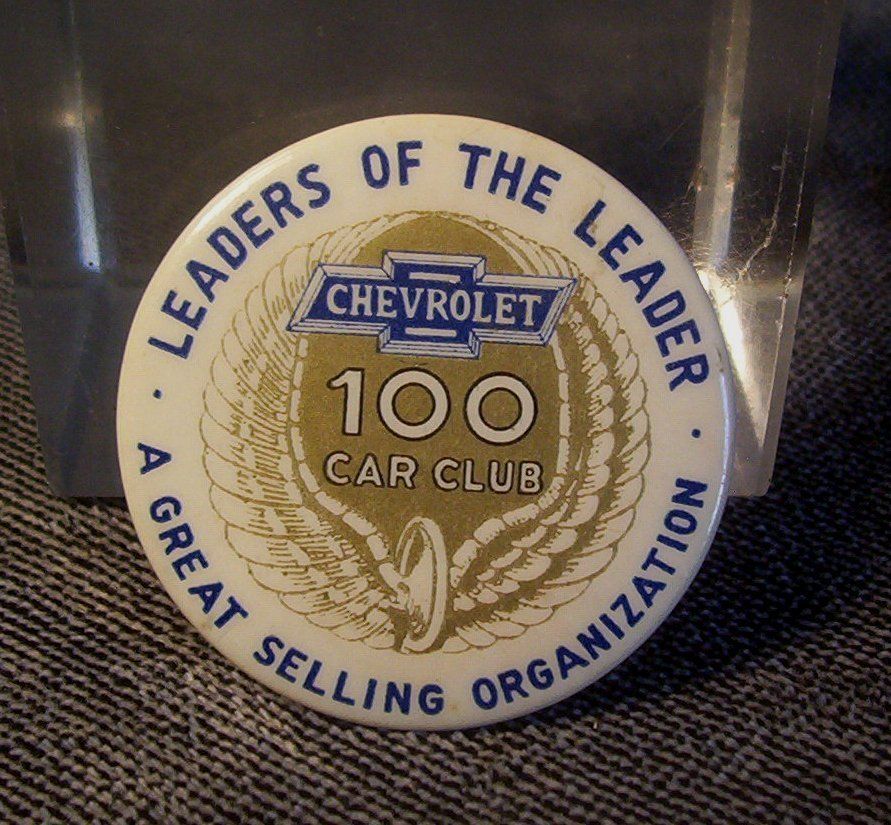 LEADERS OF THE LEADER
CHEVROLET
100
CAR CLUB
· A GREAT SELLING ORGANIZATION ·